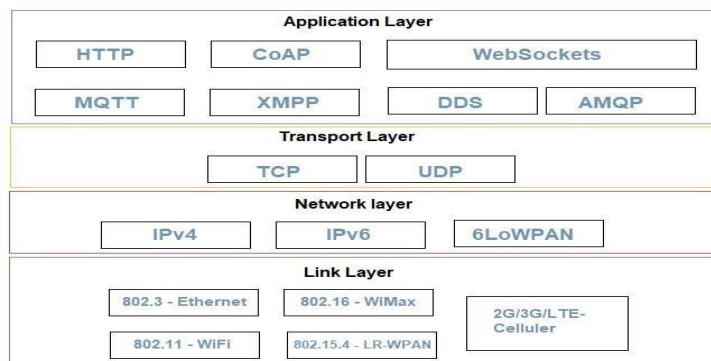 Application Layer
HTTP
CoAP
WebSockets
MQTT
XMPP
DDS
AMQP
Transport Layer
TCP
UDP
Network layer
IPv4
IPv6
6LoWPAN
Link Layer
802.3 - Ethernet
802.16 - WiMax
2G/3G/LTE-
Celluler
802.11 - WiFi
802.15.4 - LR-WPAN